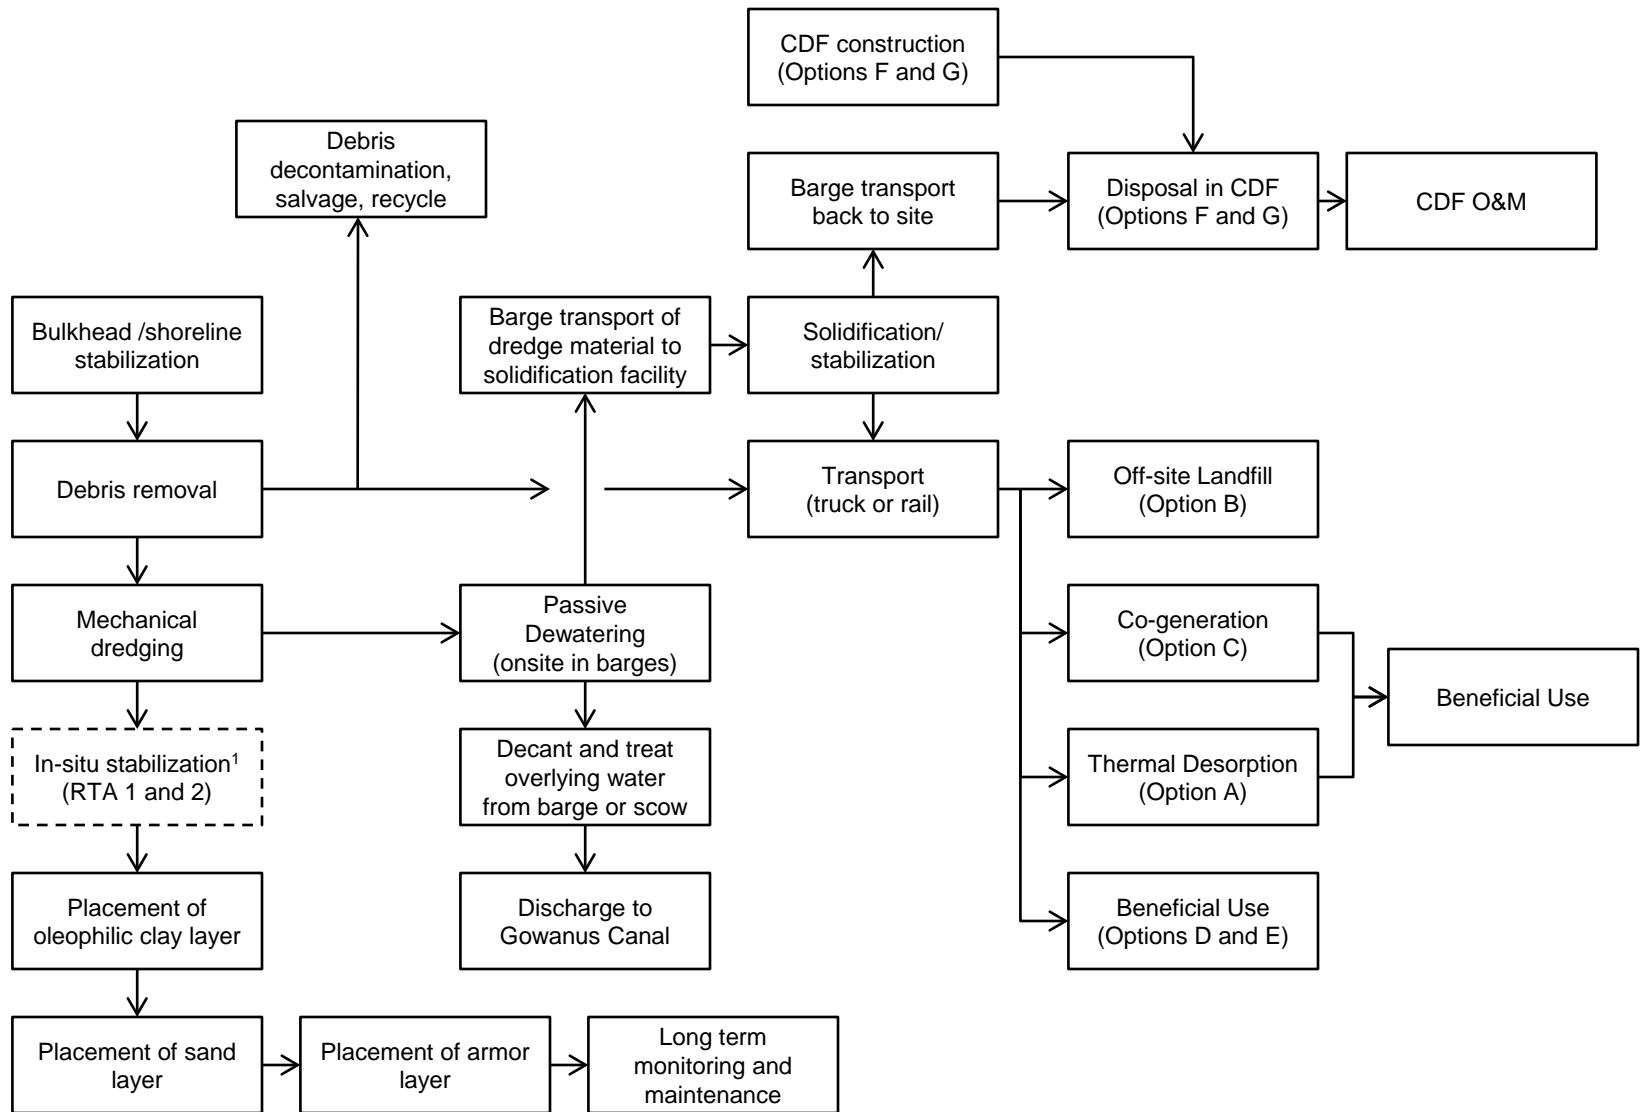 CDF construction
(Options F and G)
Debris
decontamination,
salvage, recycle
Barge transport
back to site
Disposal in CDF
(Options F and G)
CDF O&M
Bulkhead /shoreline
stabilization
Barge transport of
dredge material to
solidification facility
Solidification/
stabilization
Debris removal
Transport
(truck or rail)
Off-site Landfill
(Option B)
Mechanical
dredging
Passive
Dewatering
(onsite in barges)
Co-generation
(Option C)
Beneficial Use
In-situ stabilization¹
(RTA 1 and 2)
Decant and treat
overlying water
from barge or scow
Thermal Desorption
(Option A)
Placement of
oleophilic clay layer
Discharge to
Gowanus Canal
Beneficial Use
(Options D and E)
Placement of sand
layer
Placement of armor
layer
Long term
monitoring and
maintenance